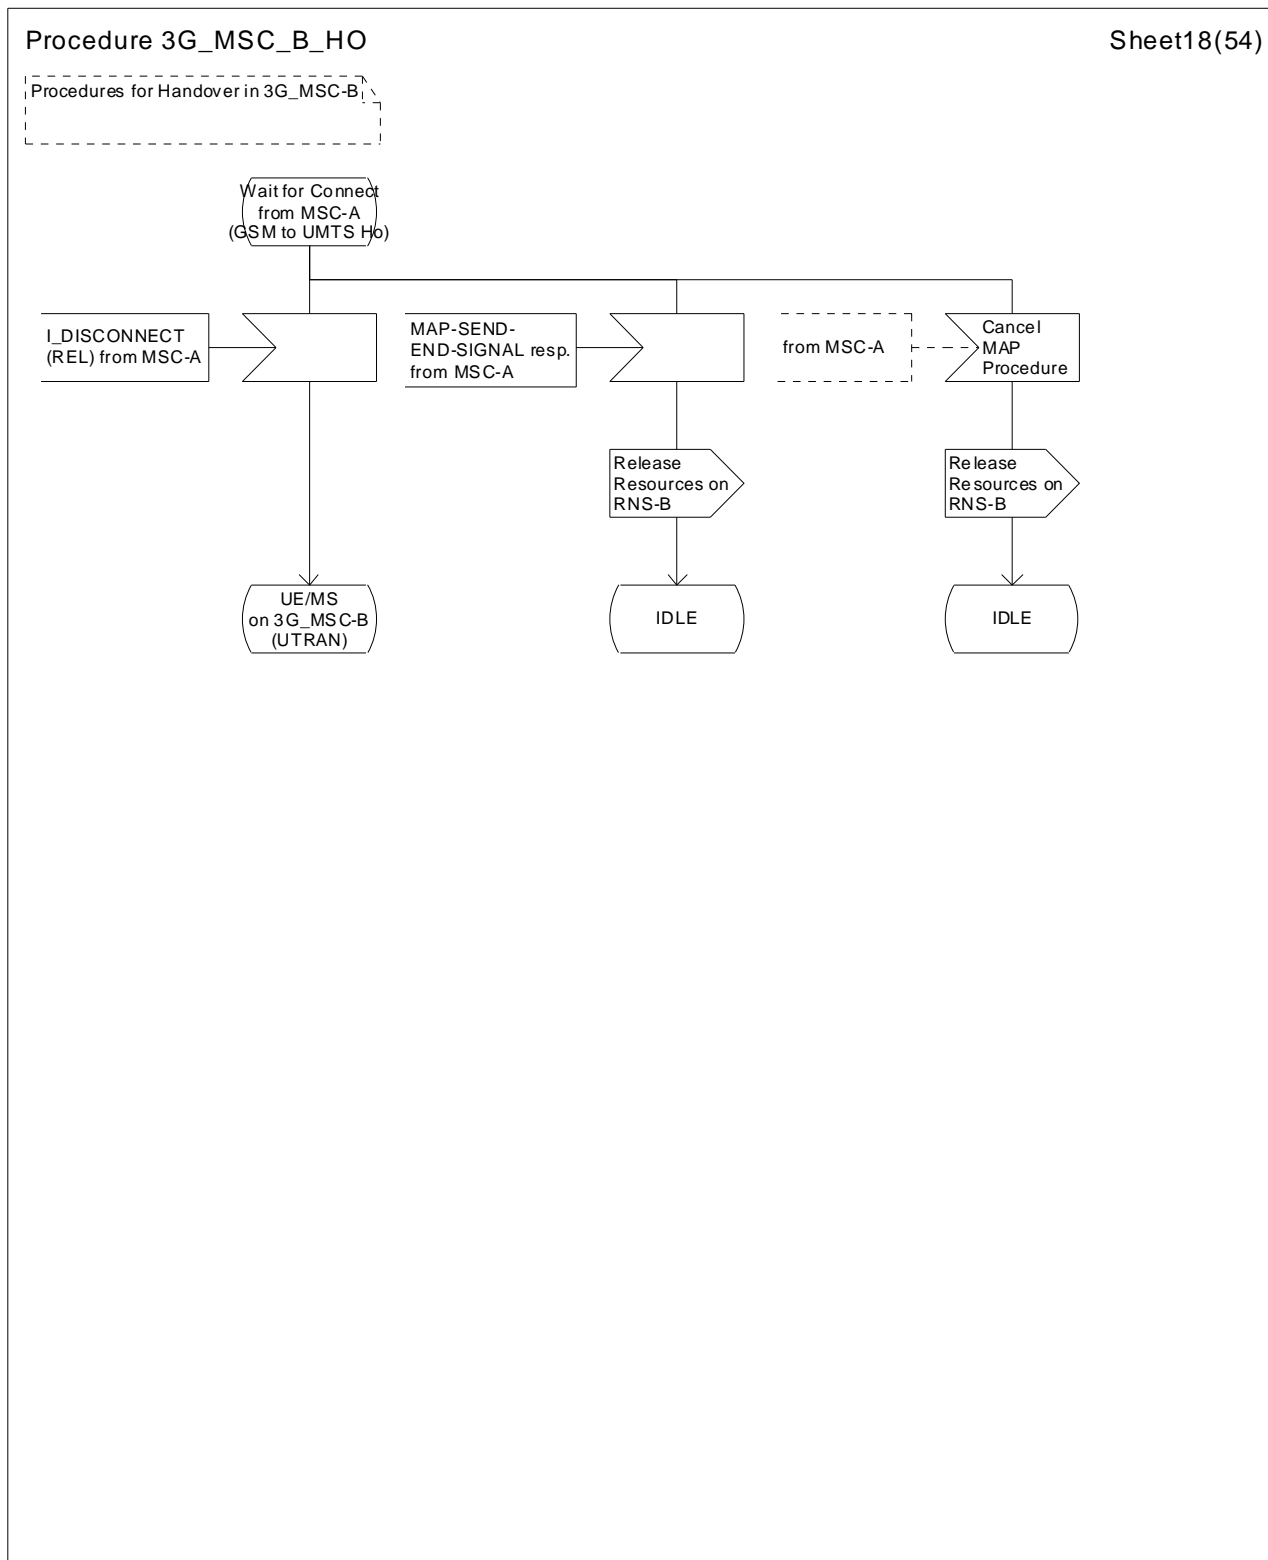 Procedure 3G_MSC_B_HO
Sheet18(54)
Procedures for Handover in 3G_MSC-B
Wait for Connect
from MSC-A
(GSM to UMTS Ho)
I_DISCONNECT
(REL) from MSC-A
MAP-SEND-
END-SIGNAL resp.
from MSC-A
from MSC-A
Cancel
MAP
Procedure
Release
Resources on
RNS-B
Release
Resources on
RNS-B
UE/MS
on 3G_MSC-B
(UTRAN)
IDLE
IDLE